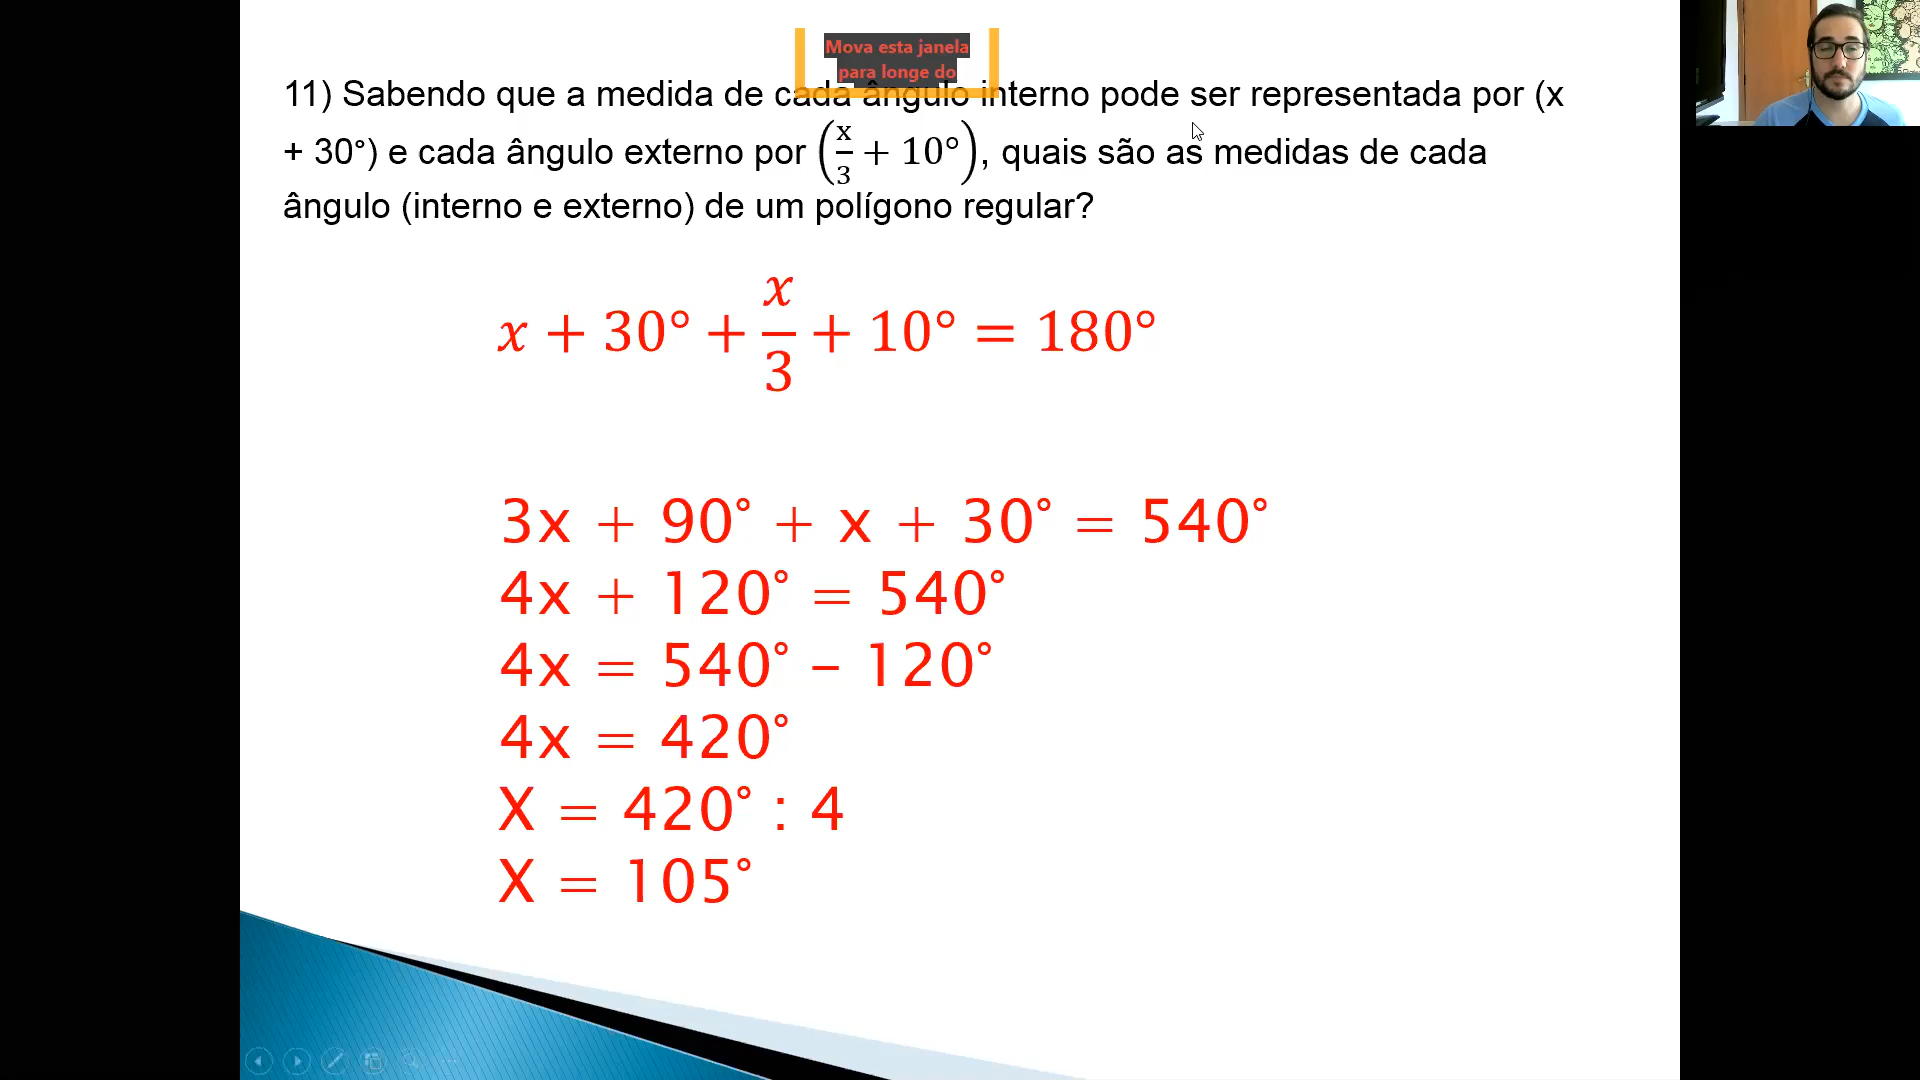 Mova esta janela
para longe do
11) Sabendo que a medida de cada ângulo interno pode ser representada por (x
+ 30°) e cada ângulo externo por (x/3 + 10°), quais são as medidas de cada
ângulo (interno e externo) de um polígono regular?
x + 30° + x/3 + 10° = 180°
3x + 90° + x + 30° = 540°
4x + 120° = 540°
4x = 540° – 120°
4x = 420°
X = 420° : 4
X = 105°